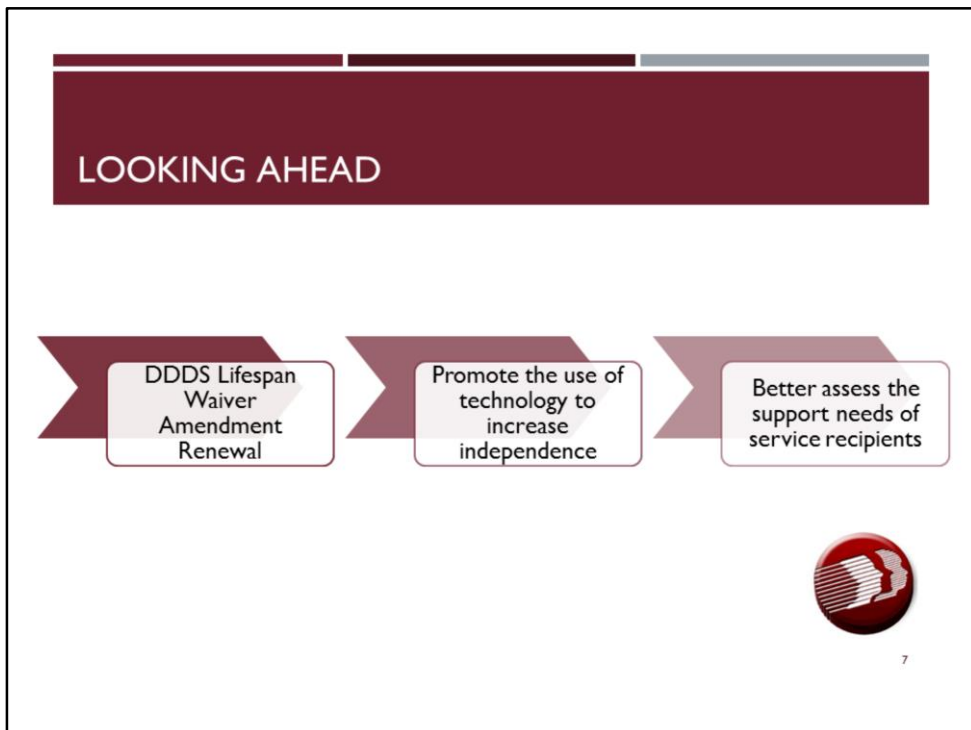 LOOKING AHEAD
DDDS Lifespan
Waiver
Amendment
Renewal
Promote the use of
technology to
increase
independence
Better assess the
support needs of
service recipients
7